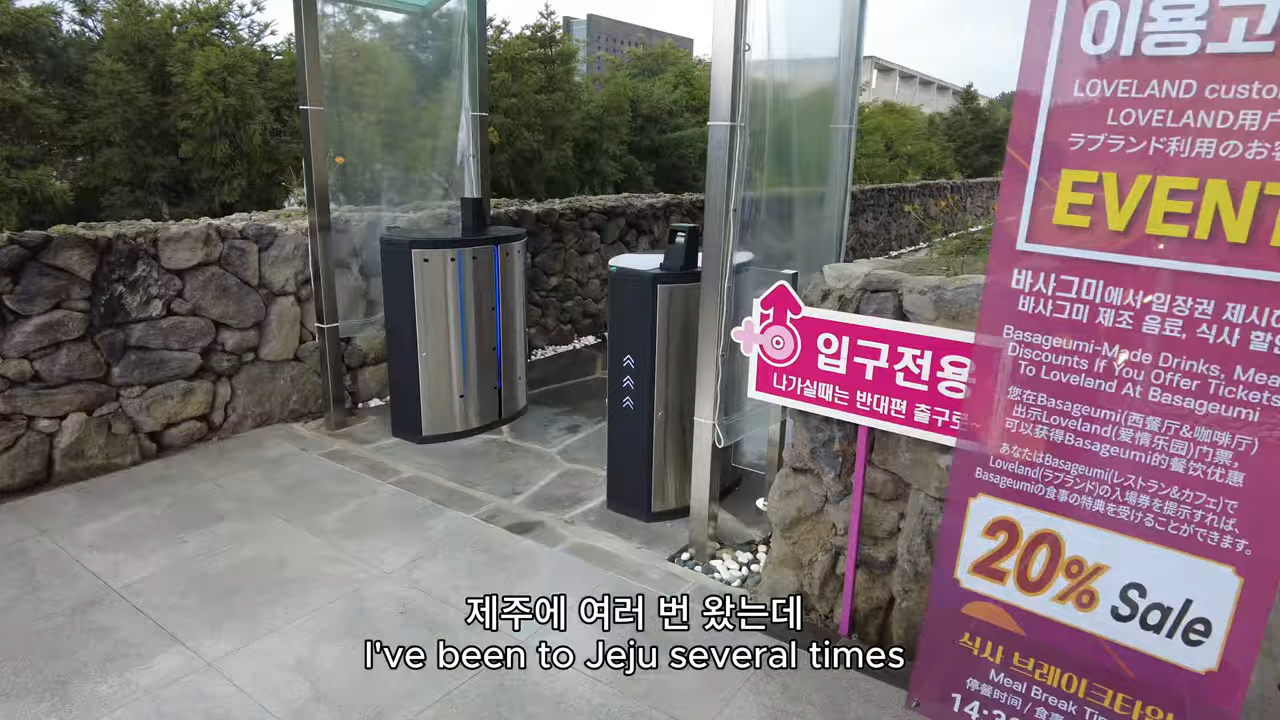 이용고
LOVELAND custo
LOVELAND用户
ラブランド利用のお客
EVENT
바사그미에서 입장권 제시
바사그미 제조 음료, 식사 할인
Basageumi-Made Drinks, Mea
Discounts If You Offer Tickets
To Loveland At Basageumi
您在Basageumi(西餐厅&咖啡厅)
出示Loveland(爱情乐园)门票,
可以获得Basageumi的餐饮优惠
あなたはBasageumi(レストラン&カフェ)で
Loveland(ラブランド)の入場券を提示すれば、
Basageumiの食事の特典を受けることができます。
20% Sale
식사 브레이크타임
Meal Break Ti
停餐时间 / 食事
14:3
입구전용
나가실때는 반대편 출구로~
제주에 여러 번 왔는데
I've been to Jeju several times